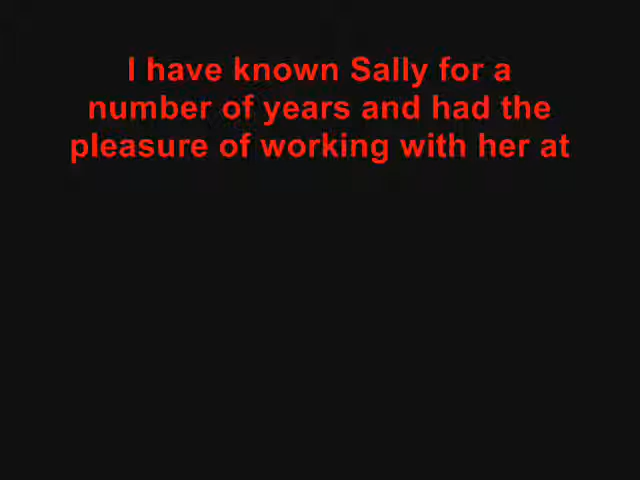 I have known Sally for a
number of years and had the
pleasure of working with her at